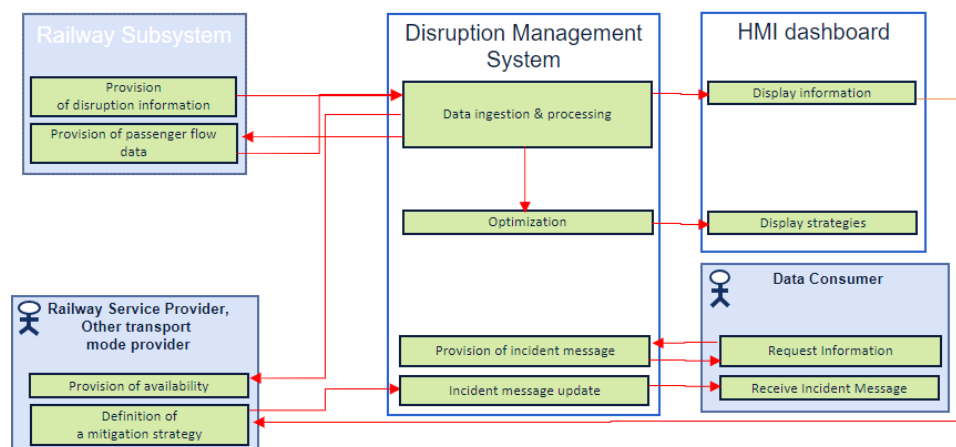 Railway Subsystem
Provision
of disruption information
Provision of passenger flow
data
Disruption Management
System
Data ingestion & processing
Optimization
Provision of incident message
Incident message update
HMI dashboard
Display information
Display strategies
Railway Service Provider,
Other transport
mode provider
Provision of availability
Definition of
a mitigation strategy
Data Consumer
Request Information
Receive Incident Message